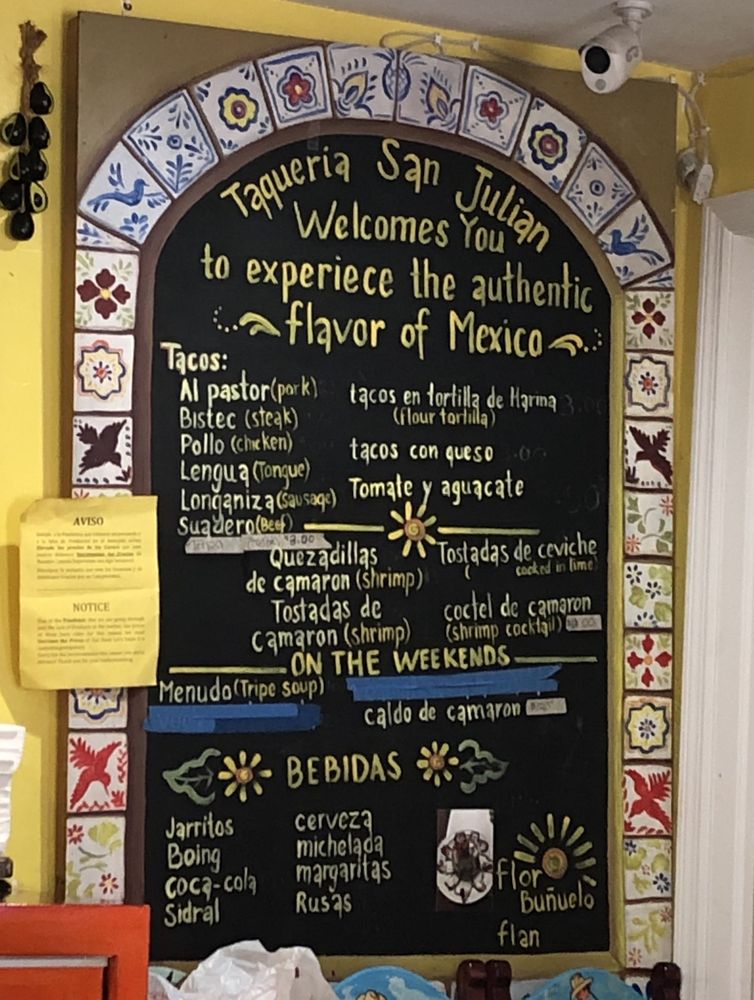 Taqueria San Julian
Welcomes You
to experiece the authentic
flavor of Mexico
Tacos:
Al pastor (pork)
Bistec (steak)
Pollo (chicken)
Lengua (Tongue)
Longaniza (Sausage)
Suadero (Beef)
tacos en tortilla de Harina
(flour tortilla)
tacos con queso
Tomate y aguacate
Quezadillas
de camaron (shrimp)
Tostadas de
camaron (shrimp)
Tostadas de ceviche
( cocked in lime)
coctel de camaron
(shrimp cocktail)
ON THE WEEKENDS
Menudo (Tripe soup)
caldo de camaron
BEBIDAS
Jarritos
Boing
coca-cola
Sidral
cerveza
michelada
margaritas
Rusas
flor
Buñuelo
flan
AVISO
NOTICE